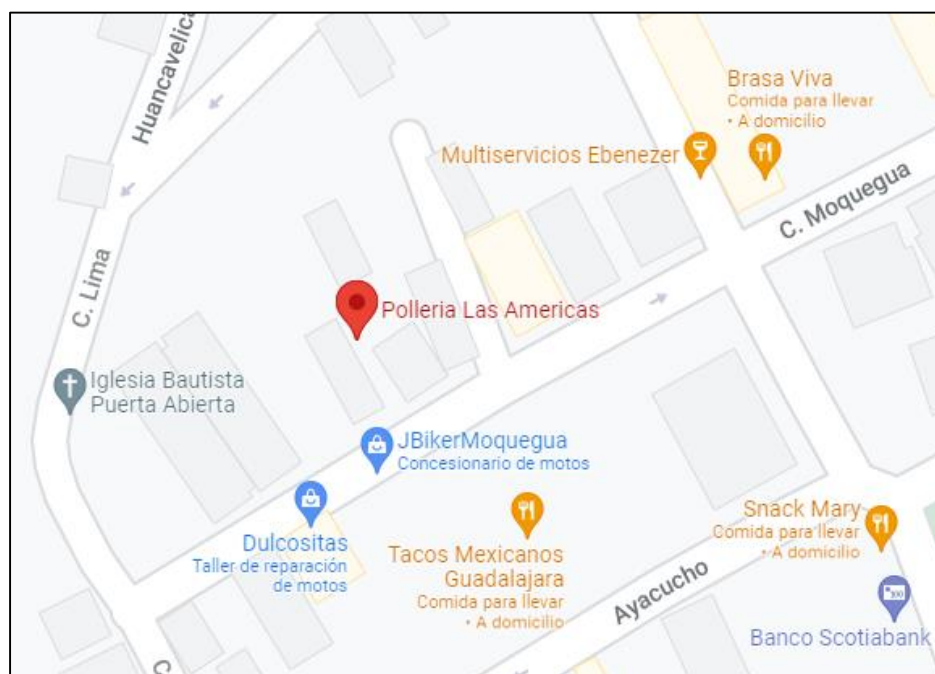 Huancavelica
Brasa Viva
Comida para llevar
• A domicilio
Multiservicios Ebenezer
C. Moquegua
C. Lima
Polleria Las Americas
Iglesia Bautista
Puerta Abierta
JBikerMoquegua
Concesionario de motos
Dulcositas
Taller de reparación
de motos
Tacos Mexicanos
Guadalajara
Comida para llevar
• A domicilio
Snack Mary
Comida para llevar
• A domicilio
Ayacucho
Banco Scotiabank
C